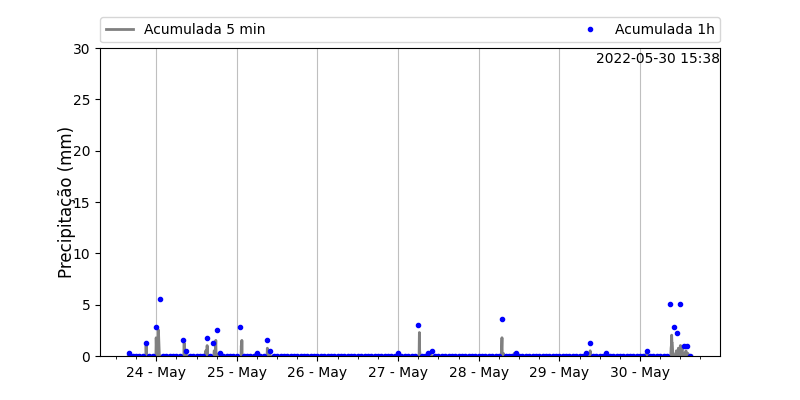 Acumulada 5 min
Acumulada 1h
2022-05-30 15:38
Precipitação (mm)
30
25
20
15
10
5
0
24 - May
25 - May
26 - May
27 - May
28 - May
29 - May
30 - May